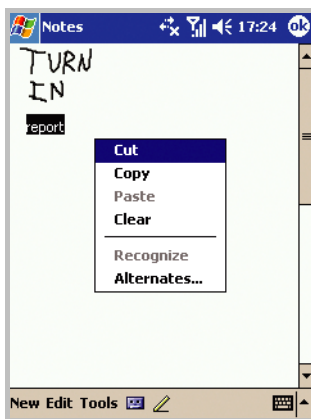 Notes 17:24 ok
TURN
IN
report
Cut
Copy
Paste
Clear
Recognize
Alternates...
New Edit Tools